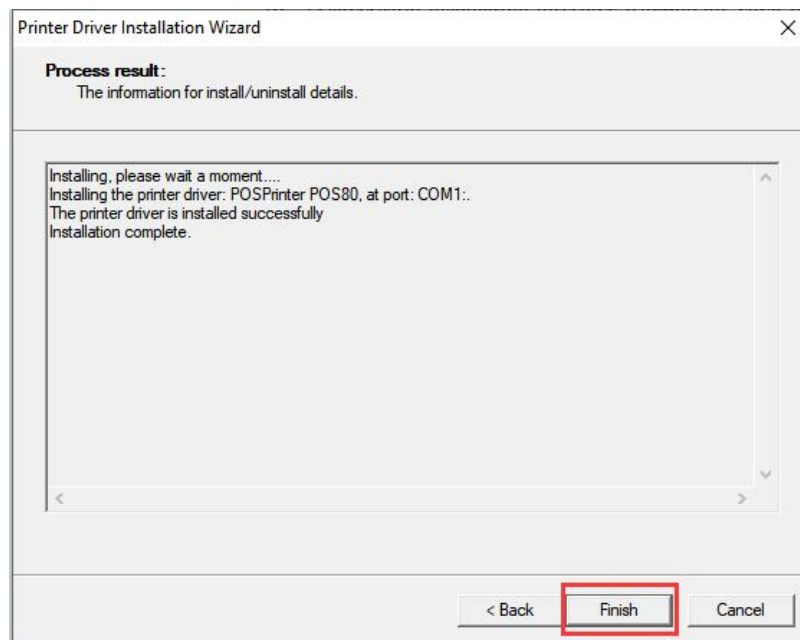 Printer Driver Installation Wizard
Process result:
The information for install/uninstall details.
Installing, please wait a moment....
Installing the printer driver: POSPrinter POS80, at port: COM1:.
The printer driver is installed successfully
Installation complete.
< Back
Finish
Cancel